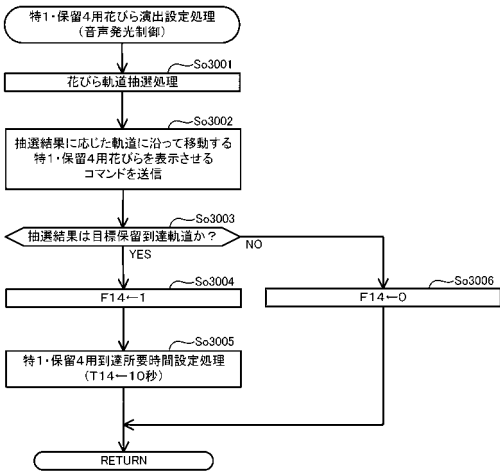 特1・保留4用花びら演出設定処理
(音声発光制御)
So3001
花びら軌道抽選処理
So3002
抽選結果に応じた軌道に沿って移動する
特1・保留4用花びらを表示させる
コマンドを送信
So3003
抽選結果は目標保留到達軌道か?
NO
YES
So3004
F14←1
So3006
F14←0
So3005
特1・保留4用到達所要時間設定処理
(T14←10秒)
RETURN